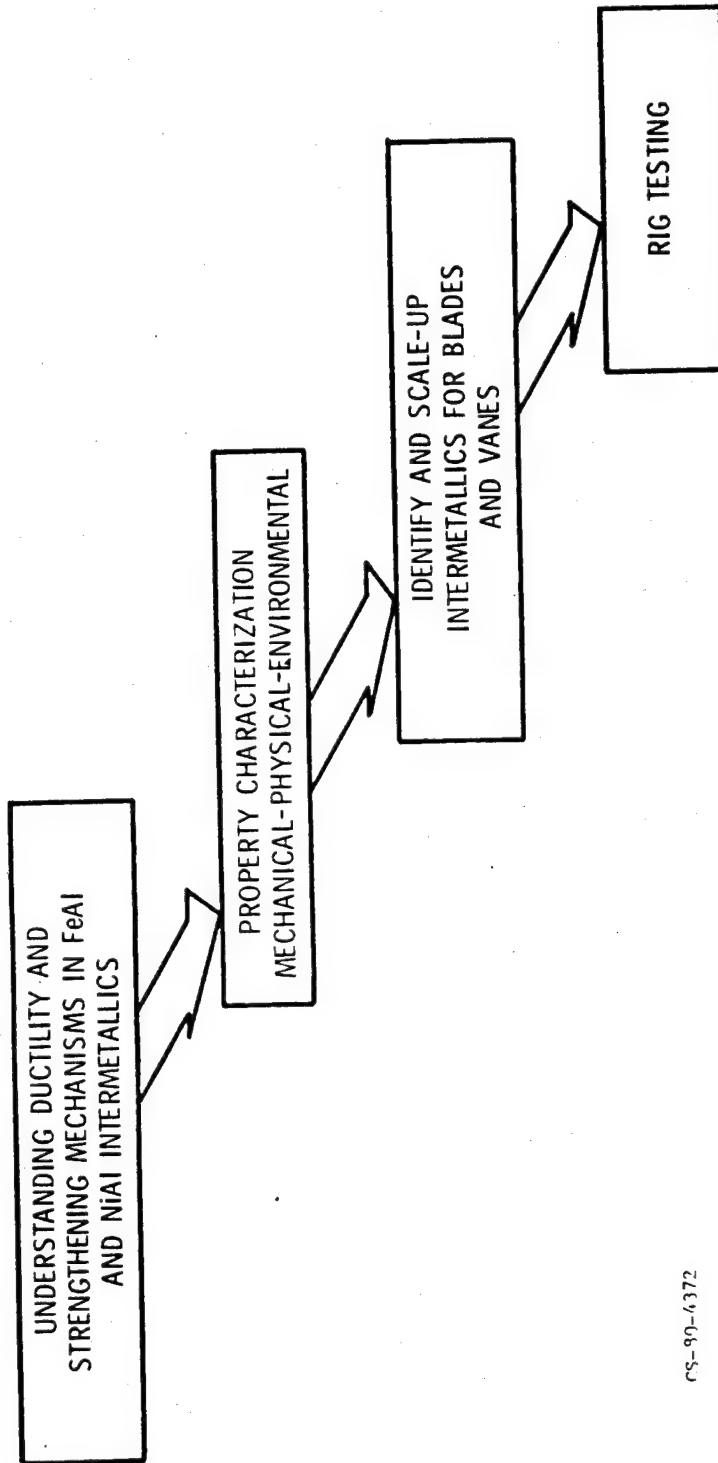 UNDERSTANDING DUCTILITY AND
STRENGTHENING MECHANISMS IN FeAl
AND NiAl INTERMETALLICS
PROPERTY CHARACTERIZATION
MECHANICAL-PHYSICAL-ENVIRONMENTAL
IDENTIFY AND SCALE-UP
INTERMETALLICS FOR BLADES
AND VANES
RIG TESTING
CS-90-4372